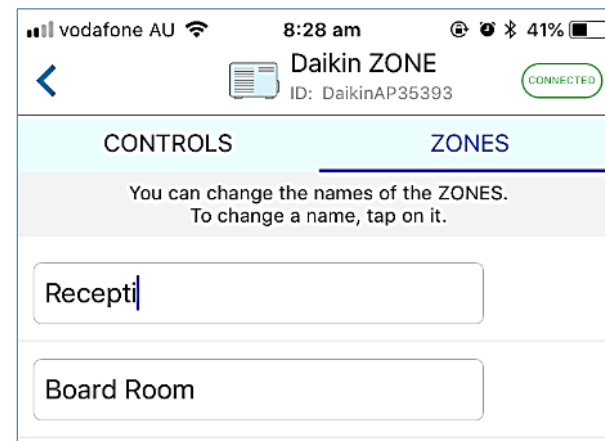 vodafone AU 8:28 am 41%
Daikin ZONE
ID: DaikinAP35393
CONNECTED
CONTROLS ZONES
You can change the names of the ZONES.
To change a name, tap on it.
Recepti
Board Room